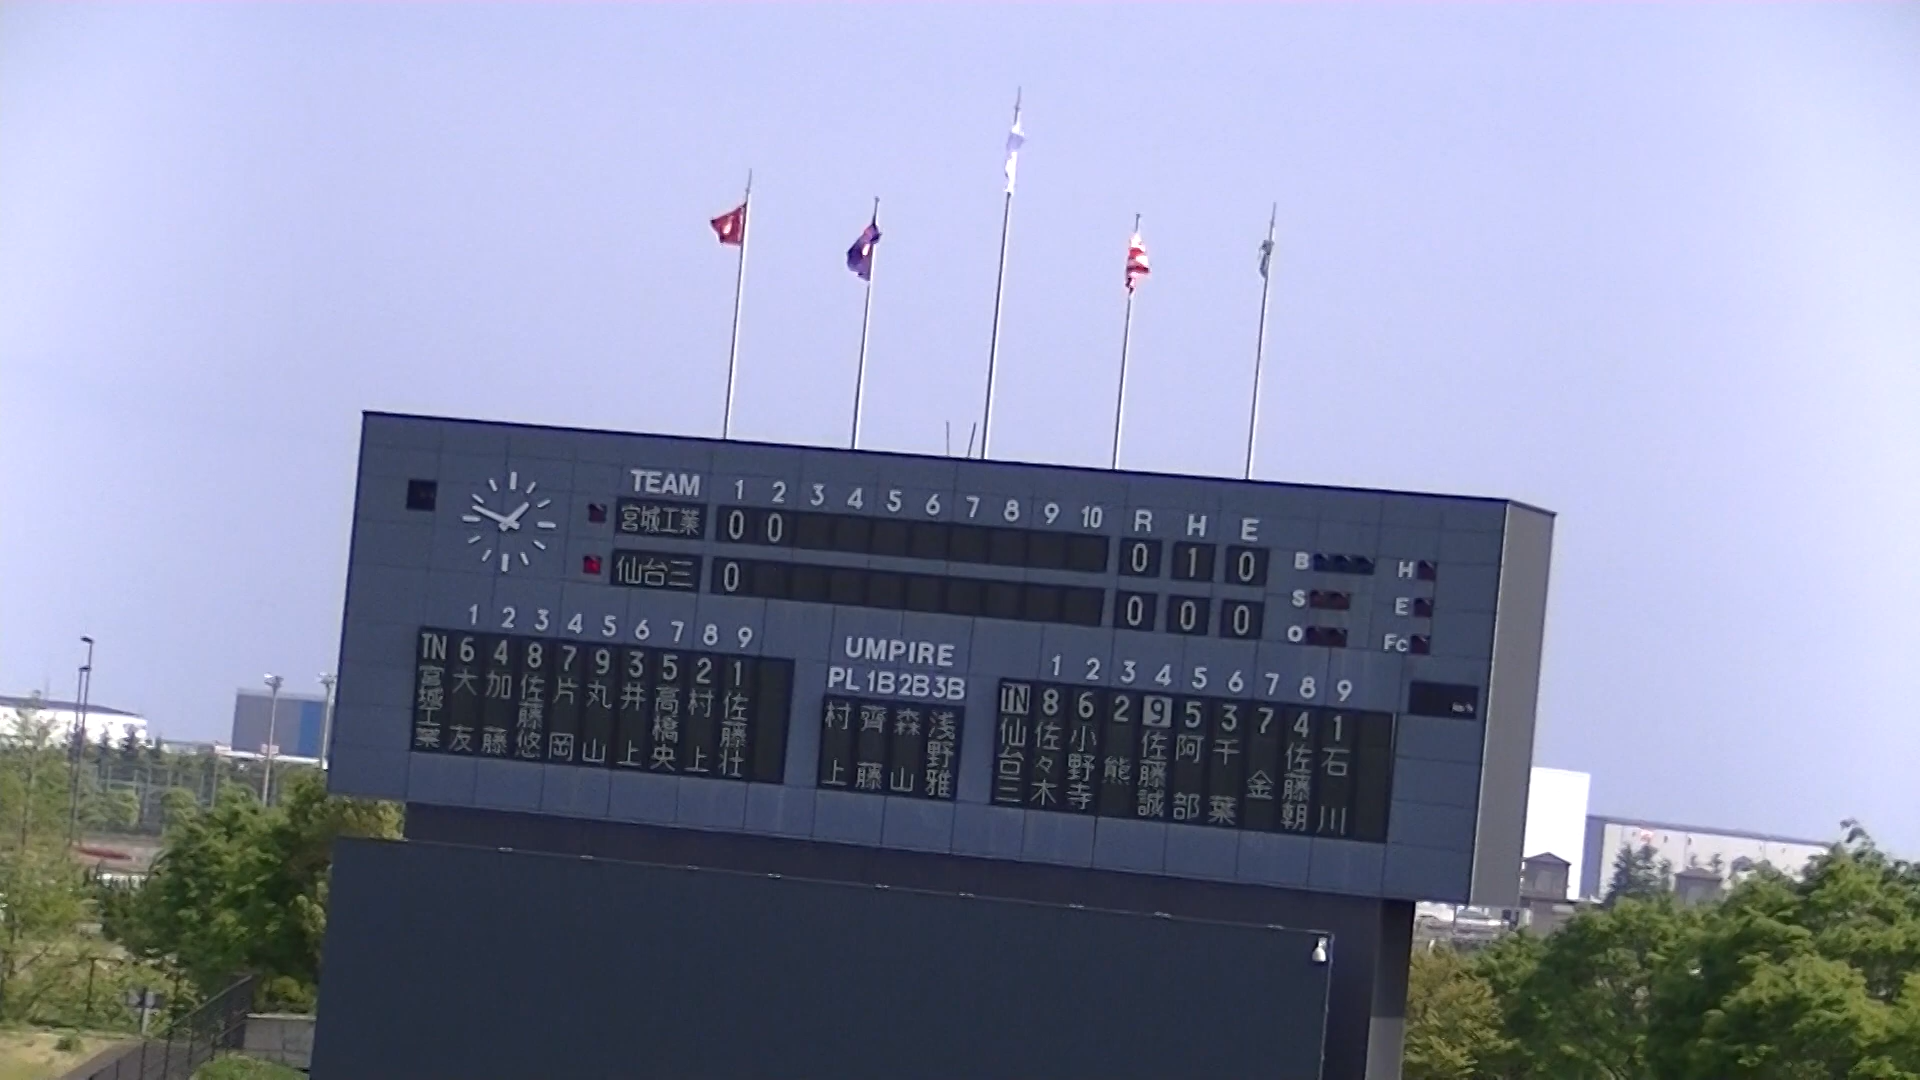 TEAM 1 2 3 4 5 6 7 8 9 10 R H E
宮城工業 0 0 0 1 0
仙台三 0 0 0 0
B H
S E
O Fc
1 2 3 4 5 6 7 8 9
IN 6 4 8 7 9 3 5 2 1
宮城工業 大友 加藤 佐藤悠 片岡 丸山 井上 高橋央 村上 佐藤壮
UMPIRE
PL 1B 2B 3B
村上 齊藤 森山 浅野雅
1 2 3 4 5 6 7 8 9
IN 8 6 2 9 5 3 7 4 1
仙台三 佐々木 小野寺 熊 佐藤誠 阿部 千葉 金 佐藤朝 石川
km/h